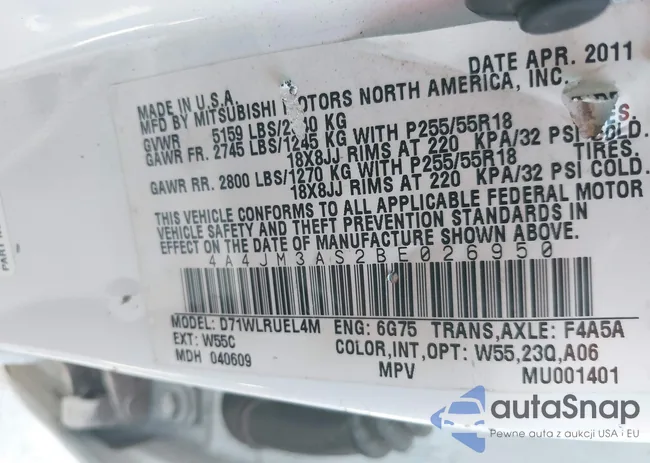 DATE APR. 2011
MADE IN U.S.A.
MFD BY MITSUBISHI MOTORS NORTH AMERICA, INC.
GVWR 5159 LBS/ KG
GAWR FR. 2745 LBS/1245 KG WITH P255/55R18
18X8JJ RIMS AT 220 KPA/32 PSI COLD.
GAWR RR. 2800 LBS/1270 KG WITH P255/55R18 TIRES,
18X8JJ RIMS AT 220 KPA/32 PSI COLD.
THIS VEHICLE CONFORMS TO ALL APPLICABLE FEDERAL MOTOR
VEHICLE SAFETY AND THEFT PREVENTION STANDARDS IN
EFFECT ON THE DATE OF MANUFACTURE SHOWN ABOVE.
4A4JM3AS2BE026950
MODEL: D71WLRUEL4M ENG: 6G75 TRANS,AXLE: F4A5A
EXT: W55C COLOR,INT,OPT: W55,23Q,A06
MDH 040609 MPV MU001401
PART
autoSnap
autaSnap
Pewne auta z aukcji USA i EU